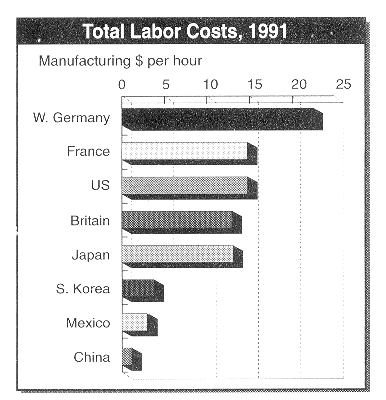 Total Labor Costs, 1991
Manufacturing $ per hour
0 5 10 15 20 25
W. Germany
France
US
Britain
Japan
S. Korea
Mexico
China